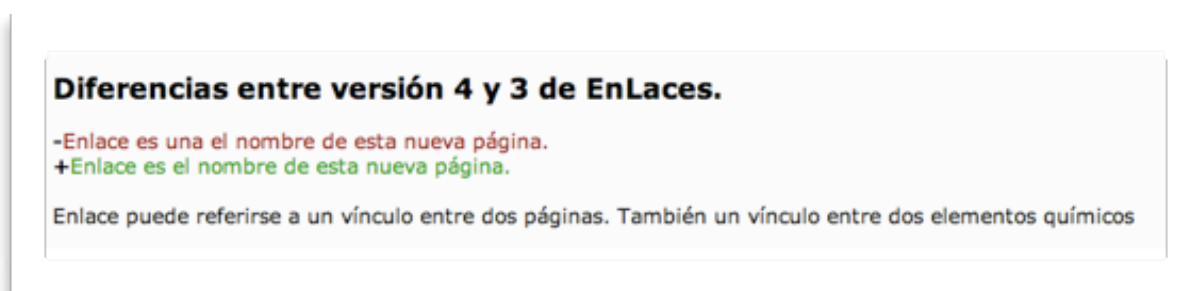 Diferencias entre versión 4 y 3 de EnLaces.
-Enlace es una el nombre de esta nueva página.
+Enlace es el nombre de esta nueva página.
Enlace puede referirse a un vínculo entre dos páginas. También un vínculo entre dos elementos químicos